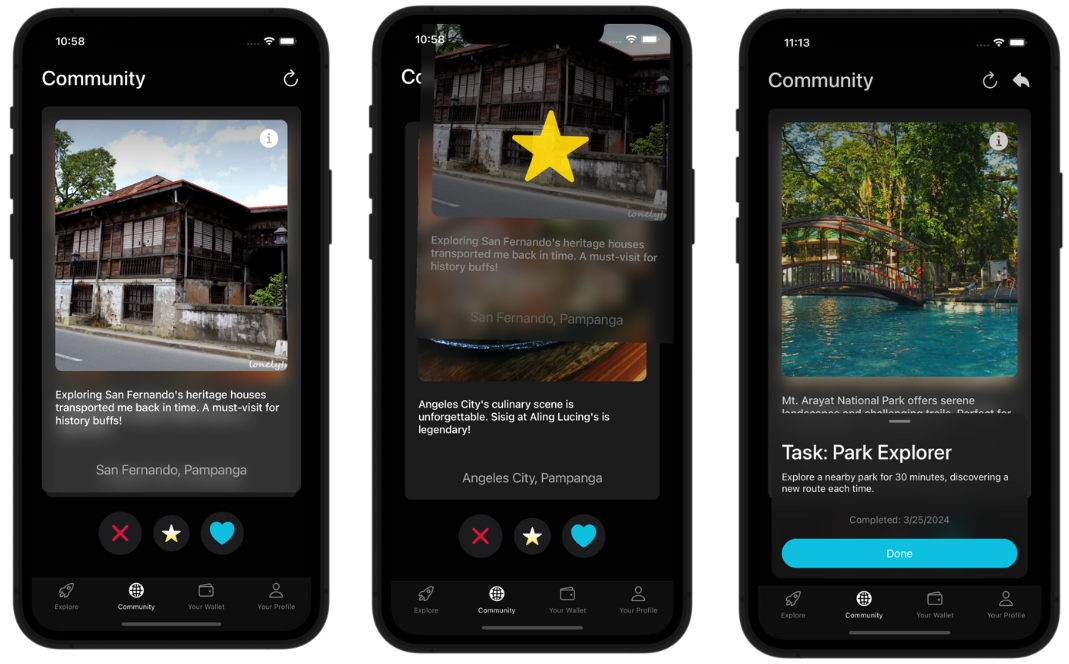 10:58
Community
lonelyt
Exploring San Fernando's heritage houses
transported me back in time. A must-visit for
history buffs!
San Fernando, Pampanga
Explore
Community
Your Wallet
Your Profile
10:58
Co
lonelyt
Exploring San Fernando's heritage houses
transported me back in time. A must-visit for
history buffs!
San Fernando, Pampanga
Angeles City's culinary scene is
unforgettable. Sisig at Aling Lucing's is
legendary!
Angeles City, Pampanga
Explore
Community
Your Wallet
Your Profile
11:13
Community
Mt. Arayat National Park offers serene
landscapes and challenging trails. Perfect for
Task: Park Explorer
Explore a nearby park for 30 minutes, discovering a
new route each time.
Completed: 3/25/2024
Done
Explore
Community
Your Wallet
Your Profile